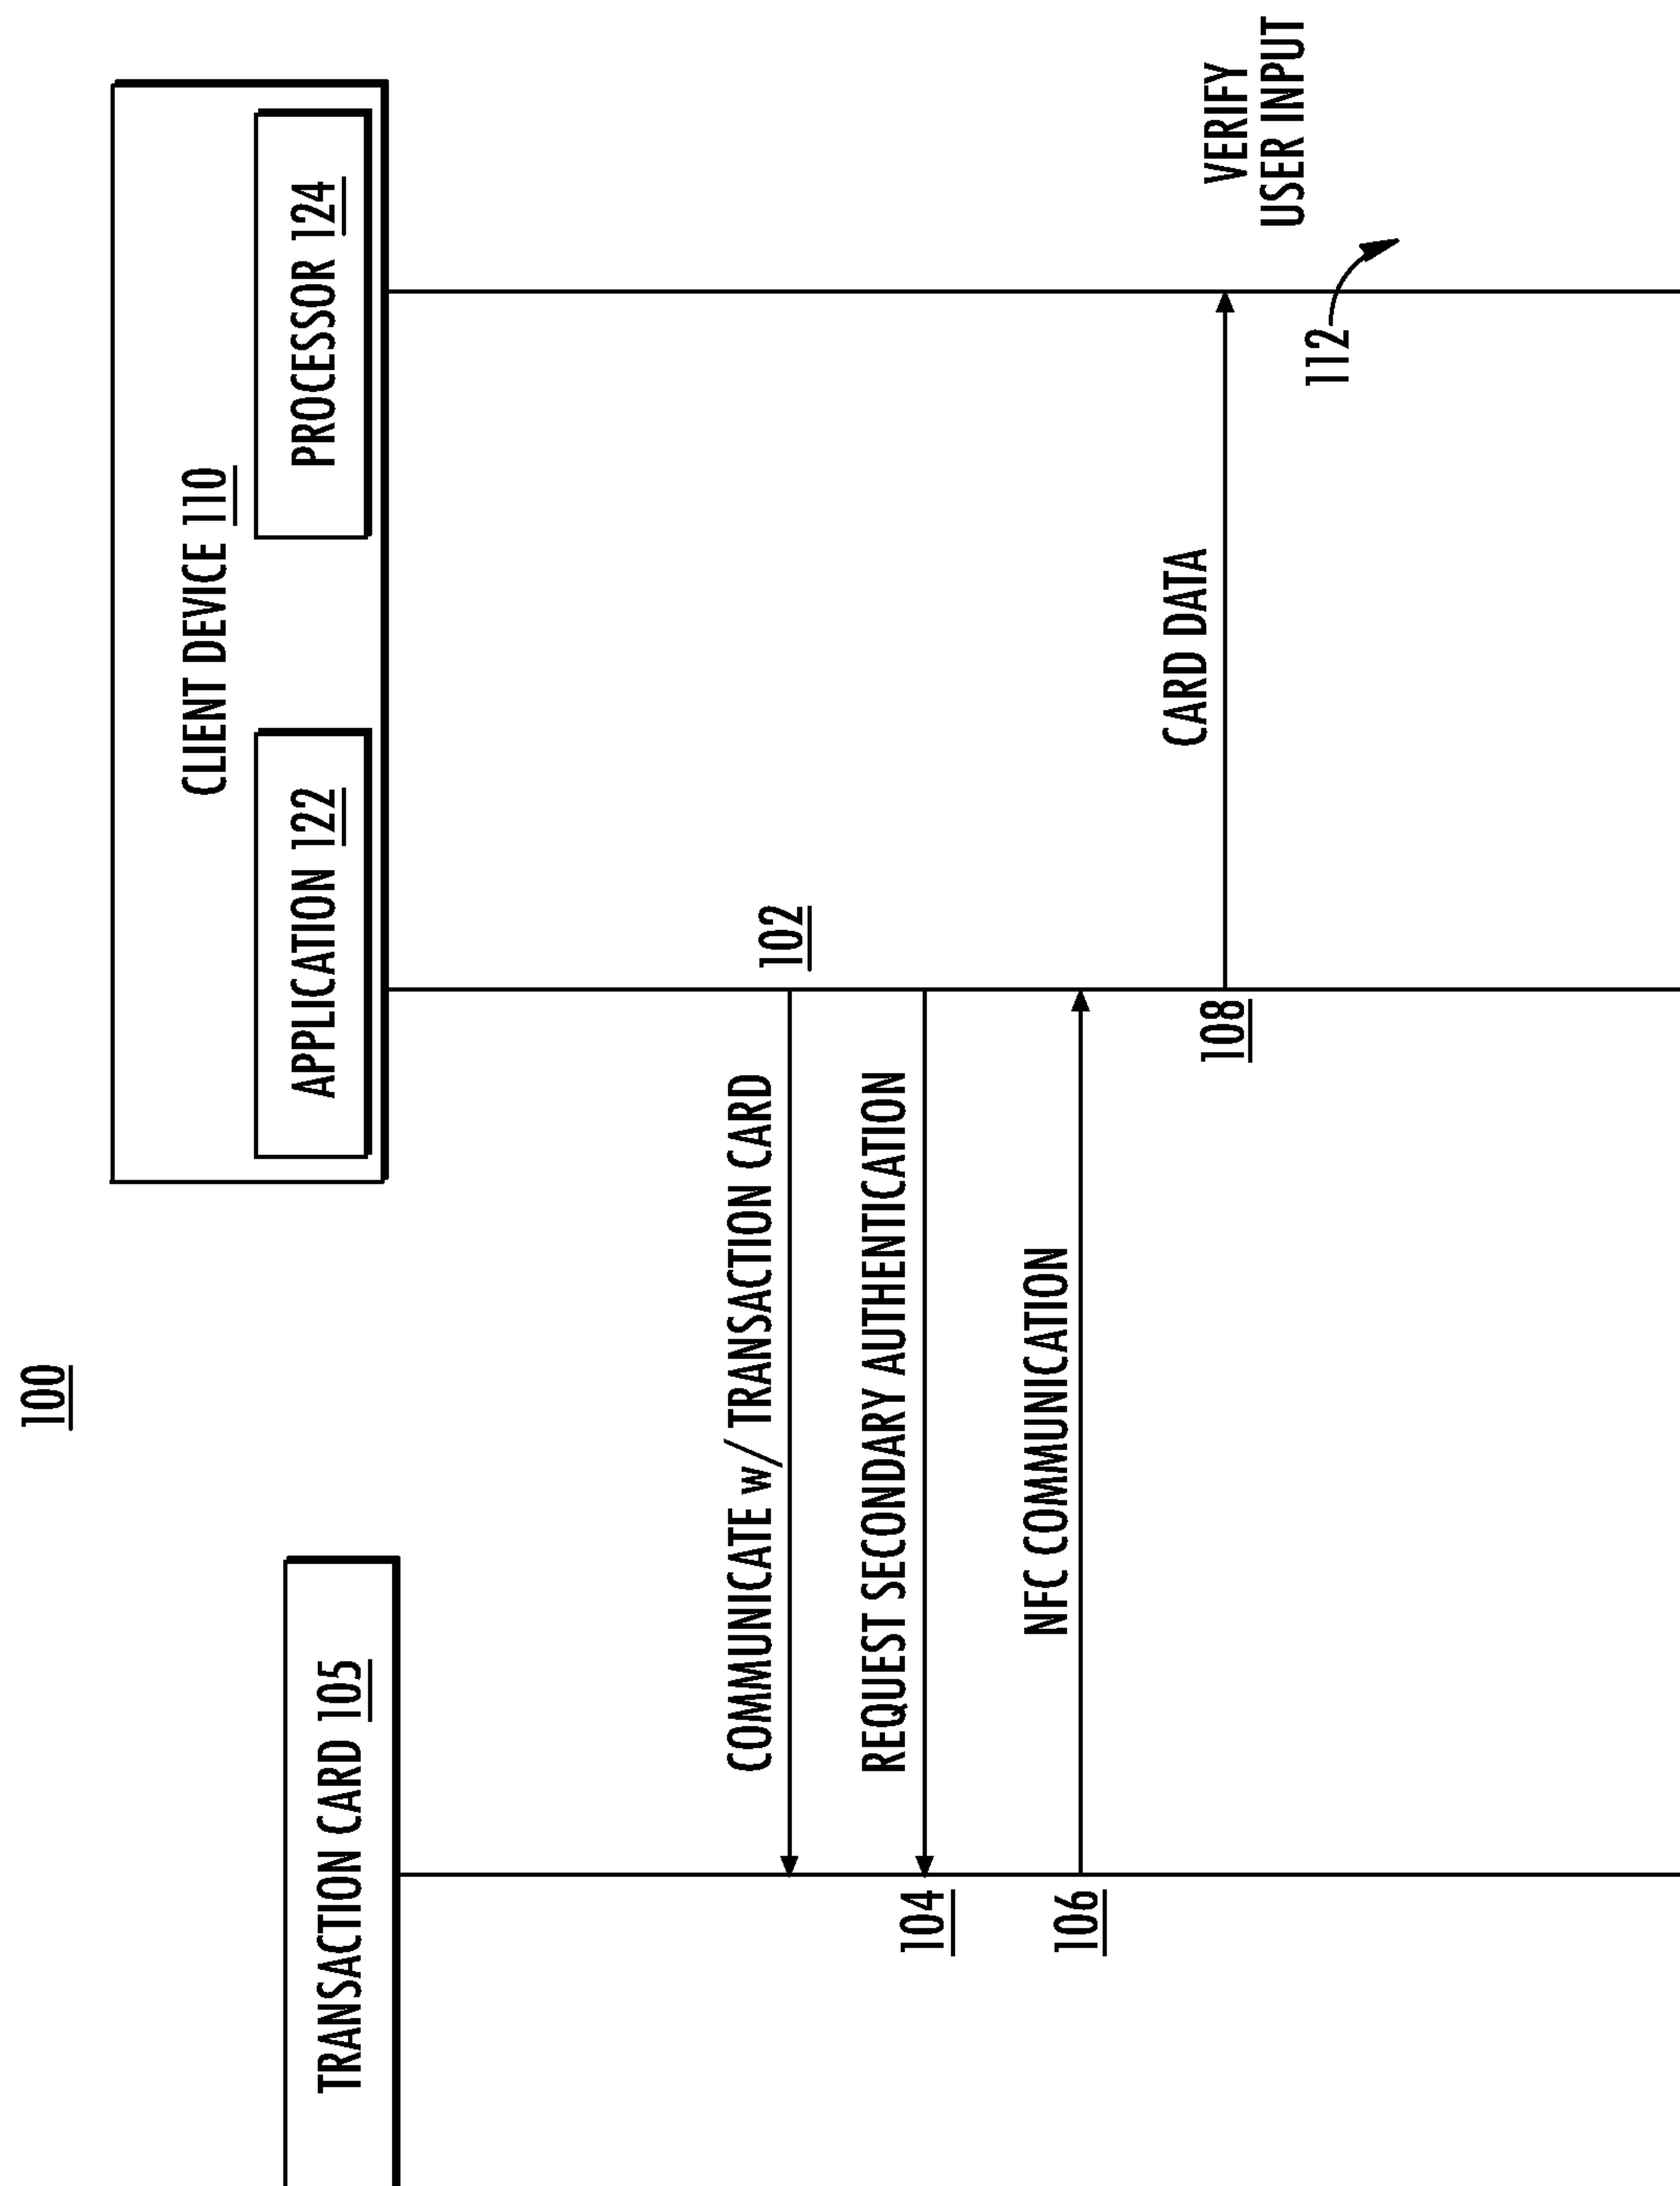 100
CLIENT DEVICE 110
TRANSACTION CARD 105
APPLICATION 122
PROCESSOR 124
COMMUNICATE w/ TRANSACTION CARD
102
REQUEST SECONDARY AUTHENTICATION
104
NFC COMMUNICATION
106
CARD DATA
108
VERIFY
USER INPUT
112